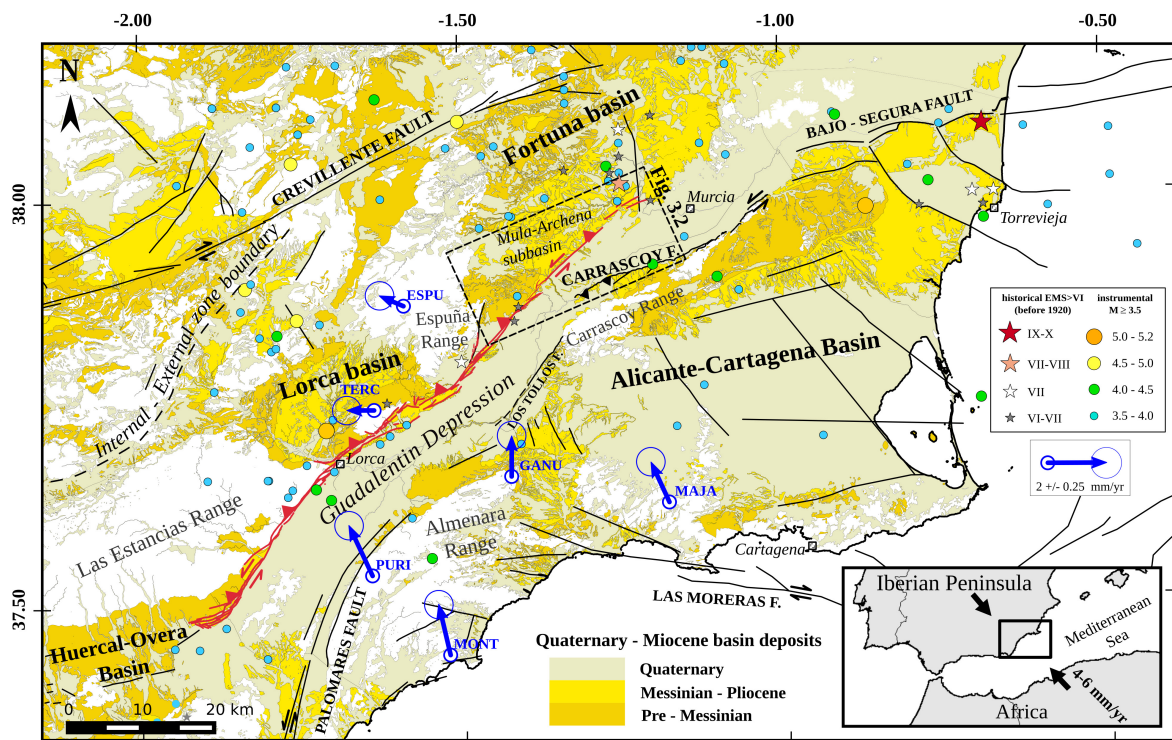 -2.00
-1.50
-1.00
-0.50
38.00
37.50
N
CREVILLENTE FAULT
Fortuna basin
BAJO - SEGURA FAULT
Fig. 3.2
Murcia
Torrevieja
Mula-Archena
subbasin
CARRASCOY F.
Internal - External zone boundary
ESPU
Espuña
Range
Carrascoy Range
Alicante-Cartagena Basin
Lorca basin
TERC
LOS TOLLOS F.
Guadalentin Depression
Lorca
GANU
MAJA
Las Estancias Range
Almenara
Range
PURI
Cartagena
LAS MORERAS F.
MONT
PALOMARES FAULT
Huercal-Overa
Basin
0 10 20 km
historical EMS>VI
(before 1920)
instrumental
M ≥ 3.5
IX-X 5.0 - 5.2
VII-VIII 4.5 - 5.0
VII 4.0 - 4.5
VI-VII 3.5 - 4.0
2 +/- 0.25 mm/yr
Quaternary - Miocene basin deposits
Quaternary
Messinian - Pliocene
Pre - Messinian
Iberian Peninsula
Mediterranean
Sea
4-6 mm/yr
Africa